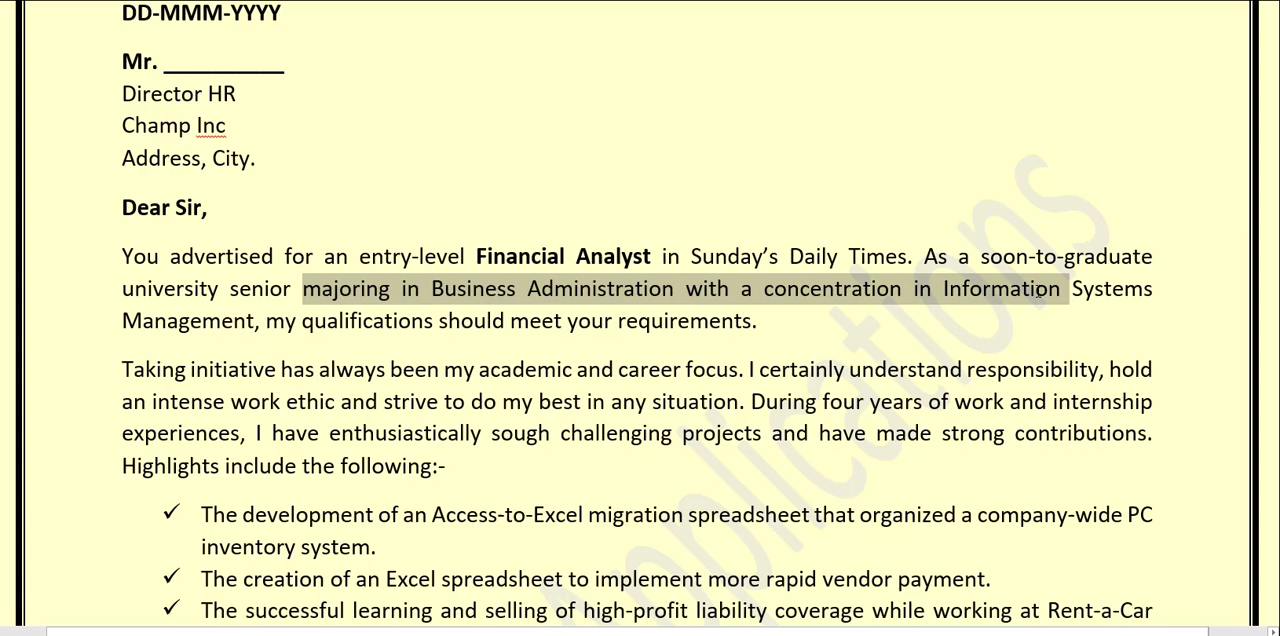 DD-MMM-YYYY
Mr. __________
Director HR
Champ Inc
Address, City.
Dear Sir,
You advertised for an entry-level Financial Analyst in Sunday’s Daily Times. As a soon-to-graduate
university senior majoring in Business Administration with a concentration in Information Systems
Management, my qualifications should meet your requirements.
Taking initiative has always been my academic and career focus. I certainly understand responsibility, hold
an intense work ethic and strive to do my best in any situation. During four years of work and internship
experiences, I have enthusiastically sough challenging projects and have made strong contributions.
Highlights include the following:-
✓ The development of an Access-to-Excel migration spreadsheet that organized a company-wide PC
inventory system.
✓ The creation of an Excel spreadsheet to implement more rapid vendor payment.
✓ The successful learning and selling of high-profit liability coverage while working at Rent-a-Car
Applications